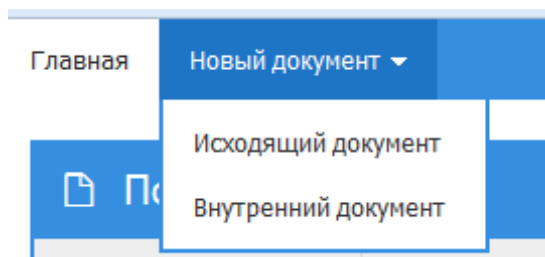 Главная Новый документ
Исходящий документ
Внутренний документ